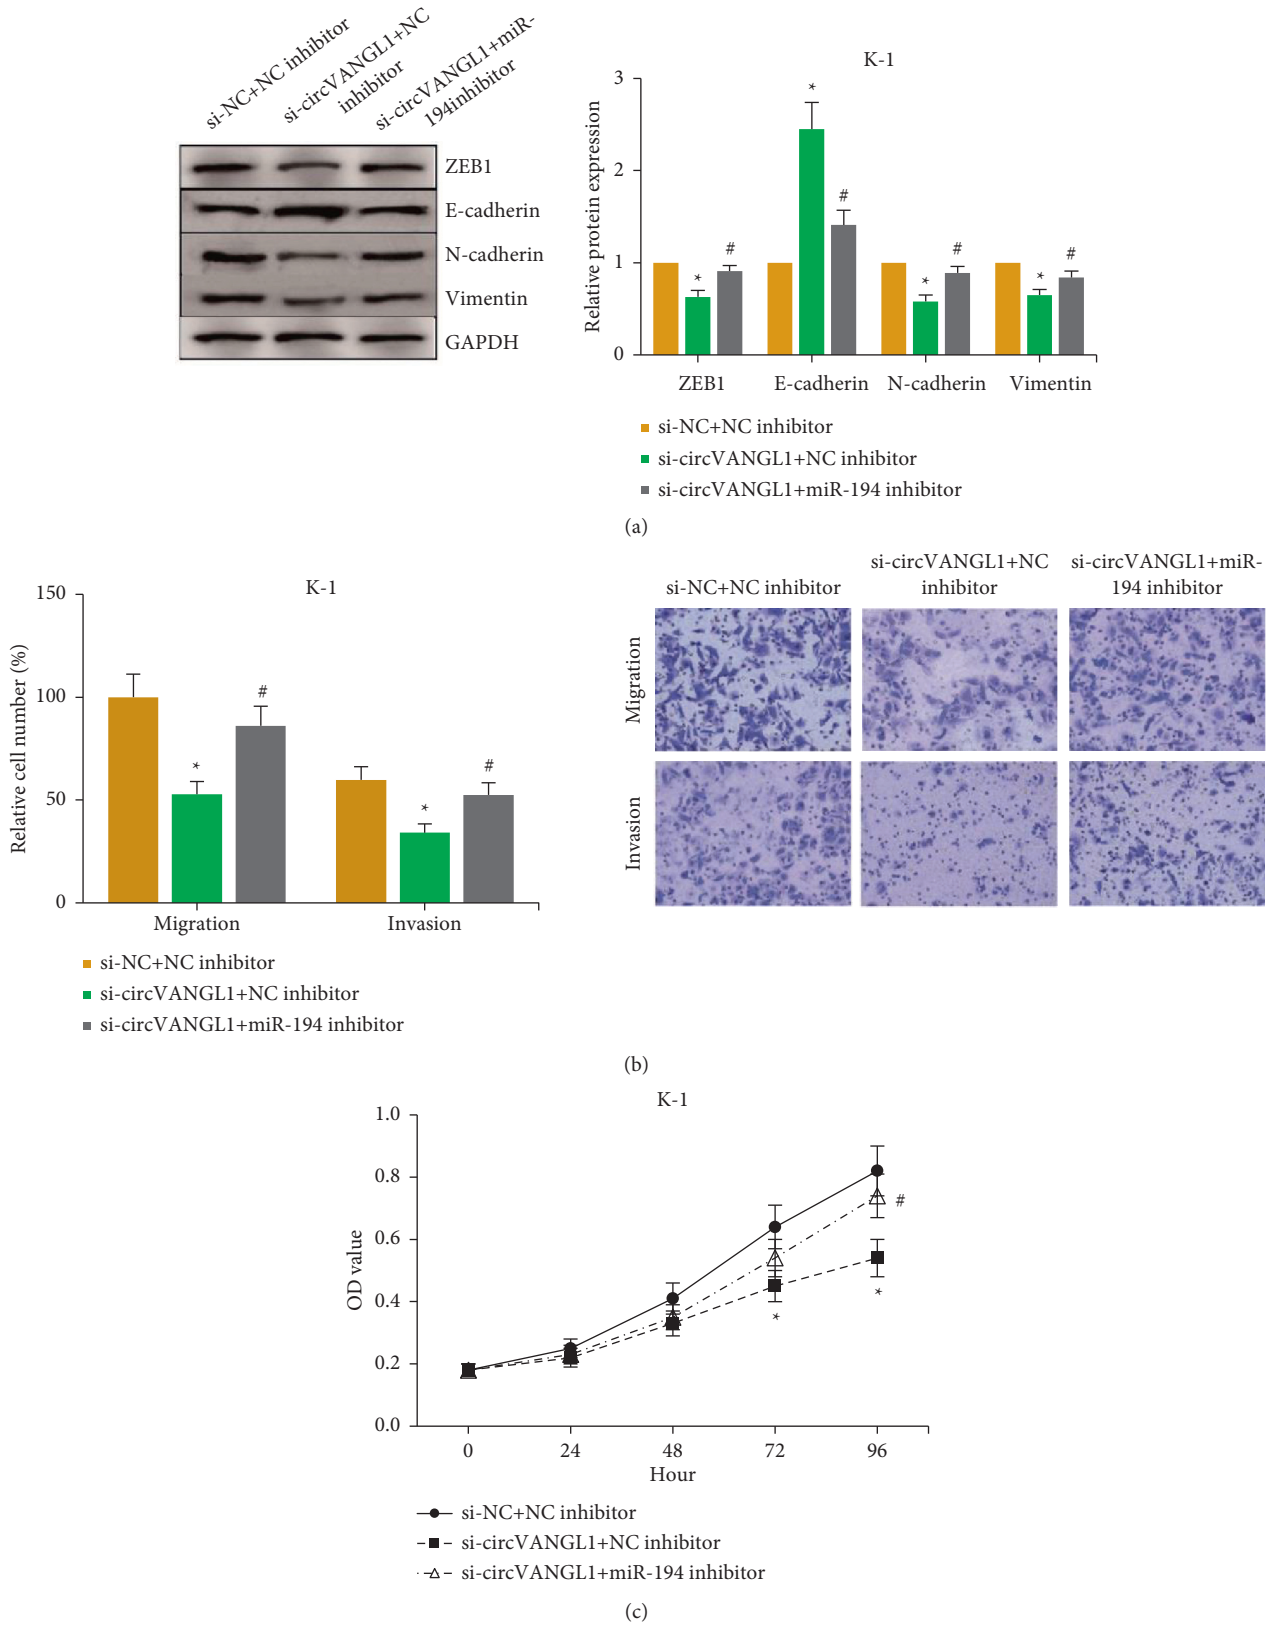 si-NC+NC inhibitor
si-circVANGL1+NC
inhibitor
si-circVANGL1+miR-
194inhibitor
ZEB1
E-cadherin
N-cadherin
Vimentin
GAPDH
K-1
Relative protein expression
3
2
1
0
*
#
*
#
*
#
*
#
ZEB1 E-cadherin N-cadherin Vimentin
si-NC+NC inhibitor
si-circVANGL1+NC inhibitor
si-circVANGL1+miR-194 inhibitor
(a)
K-1
Relative cell number (%)
150
100
50
0
*
#
*
#
Migration Invasion
si-NC+NC inhibitor
si-circVANGL1+NC inhibitor
si-circVANGL1+miR-194 inhibitor
si-NC+NC inhibitor
si-circVANGL1+NC
inhibitor
si-circVANGL1+miR-
194 inhibitor
Migration
Invasion
(b)
K-1
OD value
1.0
0.8
0.6
0.4
0.2
0.0
#
*
*
0 24 48 72 96
Hour
si-NC+NC inhibitor
si-circVANGL1+NC inhibitor
si-circVANGL1+miR-194 inhibitor
(c)